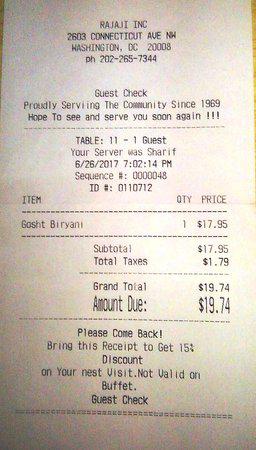 RAJAJI INC
2603 CONNECTICUT AVE NW
WASHINGTON, DC 20008
ph 202-265-7344
Guest Check
Proudly Serviing The Community Since 1969
Hope To see and serve you soon again !!!
TABLE: 11 - 1 Guest
Your Server was Sharif
6/26/2017 7:02:14 PM
Sequence #: 0000048
ID #: 0110712
ITEM QTY PRICE
Gosht Biryani 1 $17.95
Subtotal $17.95
Total Taxes $1.79
Grand Total $19.74
Amount Due: $19.74
Please Come Back!
Bring this Receipt to Get 15%
Discount
on Your nest Visit.Not Valid on
Buffet.
Guest Check